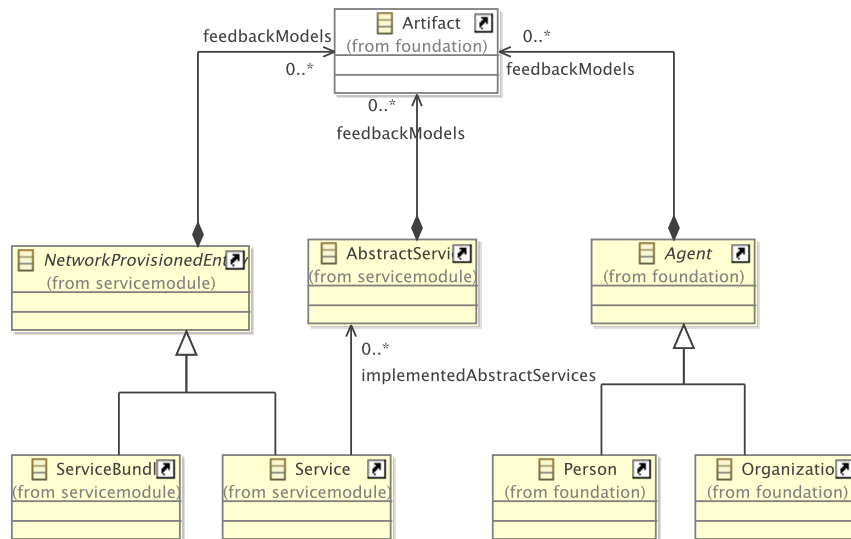 Artifact
(from foundation)
feedbackModels
0..*
0..*
feedbackModels
0..*
feedbackModels
NetworkProvisionedEn
(from servicemodule)
AbstractServi
(from servicemodule)
Agent
(from foundation)
0..*
implementedAbstractServices
ServiceBundl
(from servicemodule)
Service
(from servicemodule)
Person
(from foundation)
Organizatio
(from foundation)